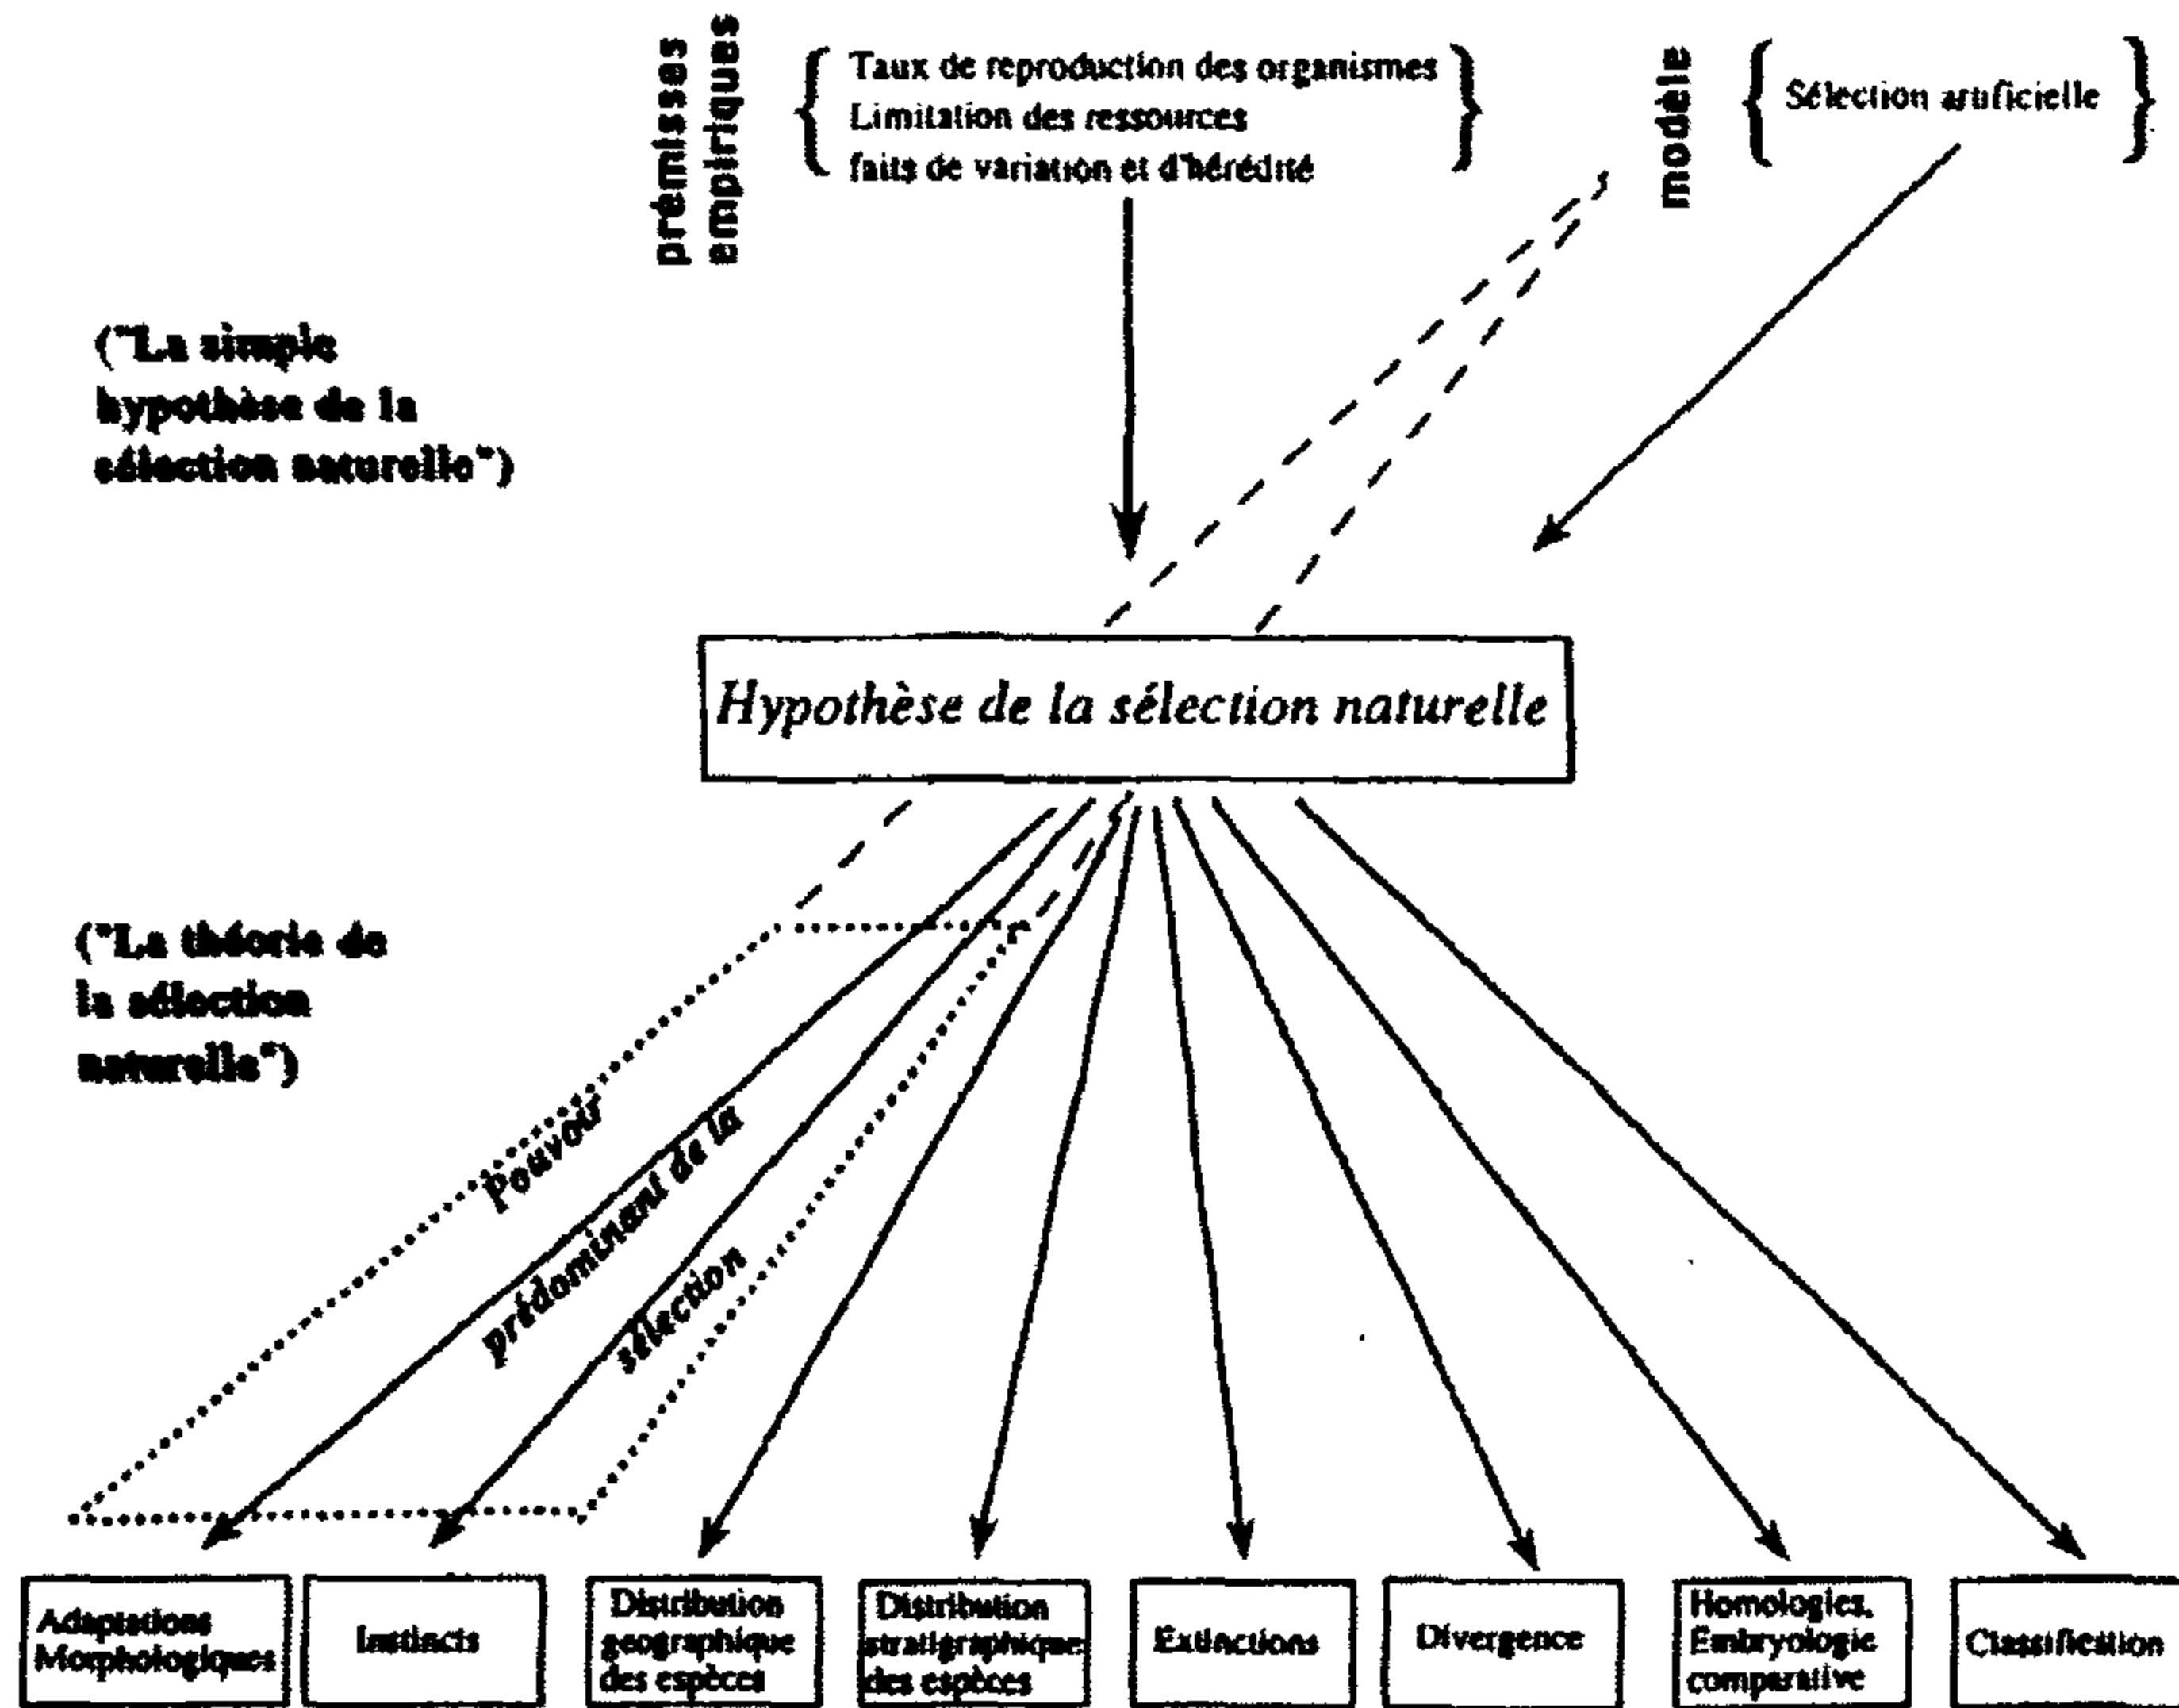 prémisses
empiriques
Taux de reproduction des organismes
Limitation des ressources
faits de variation et d'hérédité
modèle
Sélection artificielle
("La simple
hypothèse de la
sélection naturelle")
Hypothèse de la sélection naturelle
("La théorie de
la sélection
naturelle")
Pouvoir
prédominant de la
sélection
Adaptations
Morphologiques
Instincts
Distribution
geographique
des espèces
Distribution
stratigraphique
des espèces
Extinctions
Divergence
Homologies,
Embryologie
comparative
Classification